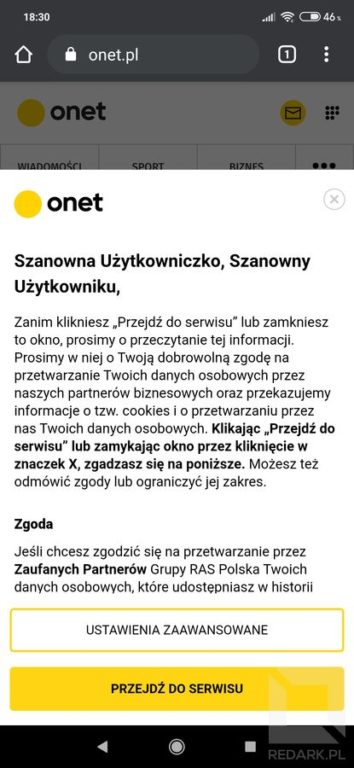 18:30
46
onet.pl
1
onet
WIADOMOŚCI SPORT BIZNES
onet
Szanowna Użytkowniczko, Szanowny
Użytkowniku,
Zanim klikniesz „Przejdź do serwisu” lub zamkniesz
to okno, prosimy o przeczytanie tej informacji.
Prosimy w niej o Twoją dobrowolną zgodę na
przetwarzanie Twoich danych osobowych przez
naszych partnerów biznesowych oraz przekazujemy
informacje o tzw. cookies i o przetwarzaniu przez
nas Twoich danych osobowych. Klikając „Przejdź do
serwisu” lub zamykając okno przez kliknięcie w
znaczek X, zgadzasz się na poniższe. Możesz też
odmówić zgody lub ograniczyć jej zakres.
Zgoda
Jeśli chcesz zgodzić się na przetwarzanie przez
Zaufanych Partnerów Grupy RAS Polska Twoich
danych osobowych, które udostępniasz w historii
USTAWIENIA ZAAWANSOWANE
PRZEJDŹ DO SERWISU
REDARK.PL